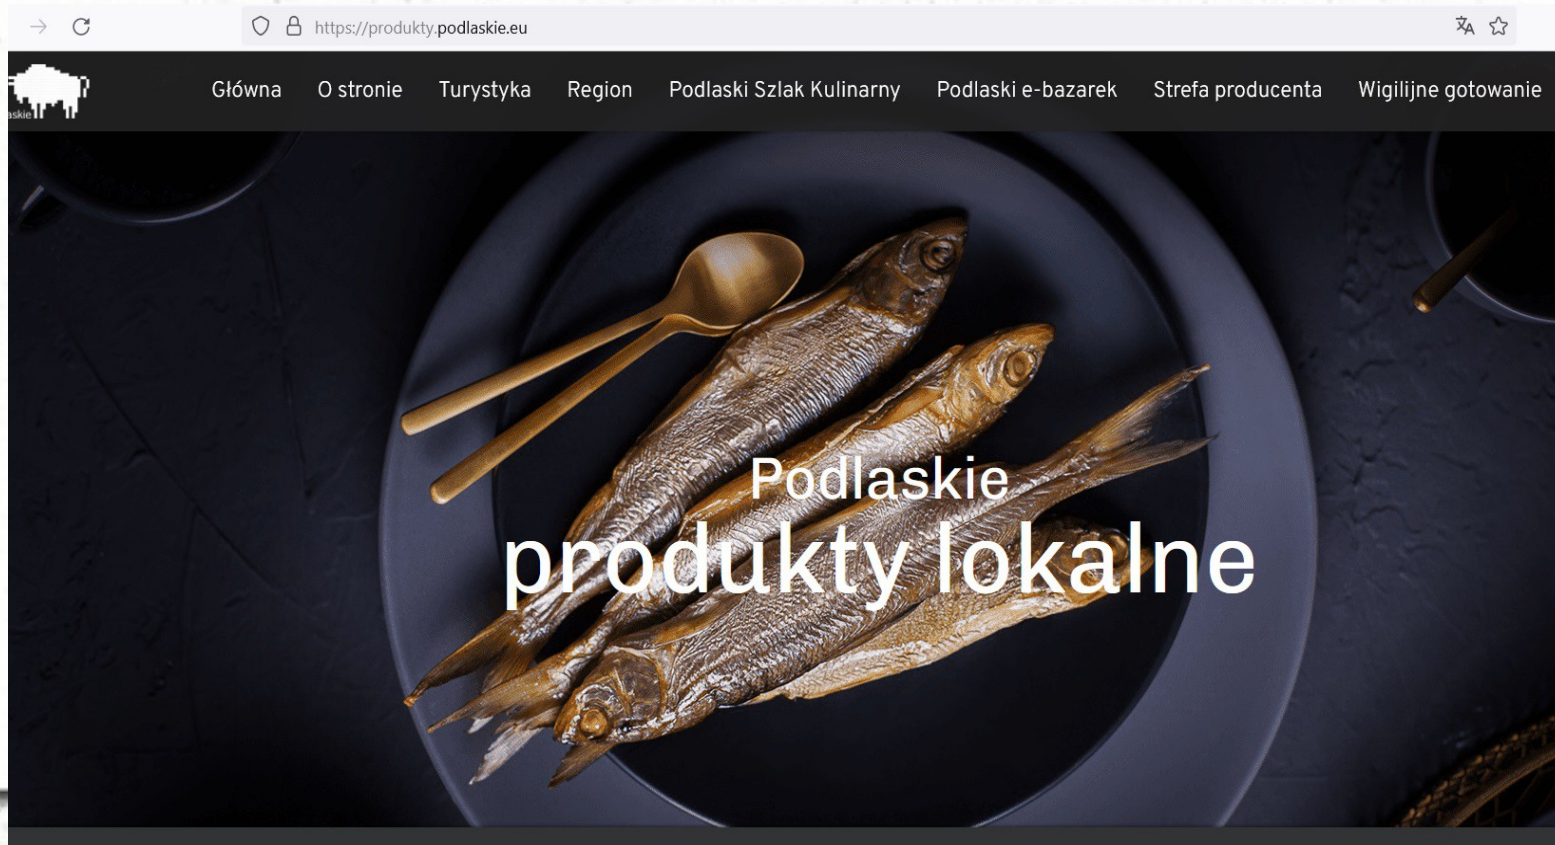 https://produkty.podlaskie.eu
Główna O stronie Turystyka Region Podlaski Szlak Kulinarny Podlaski e-bazarek Strefa producenta Wigilijne gotowanie
askie
Podlaskie
produkty lokalne